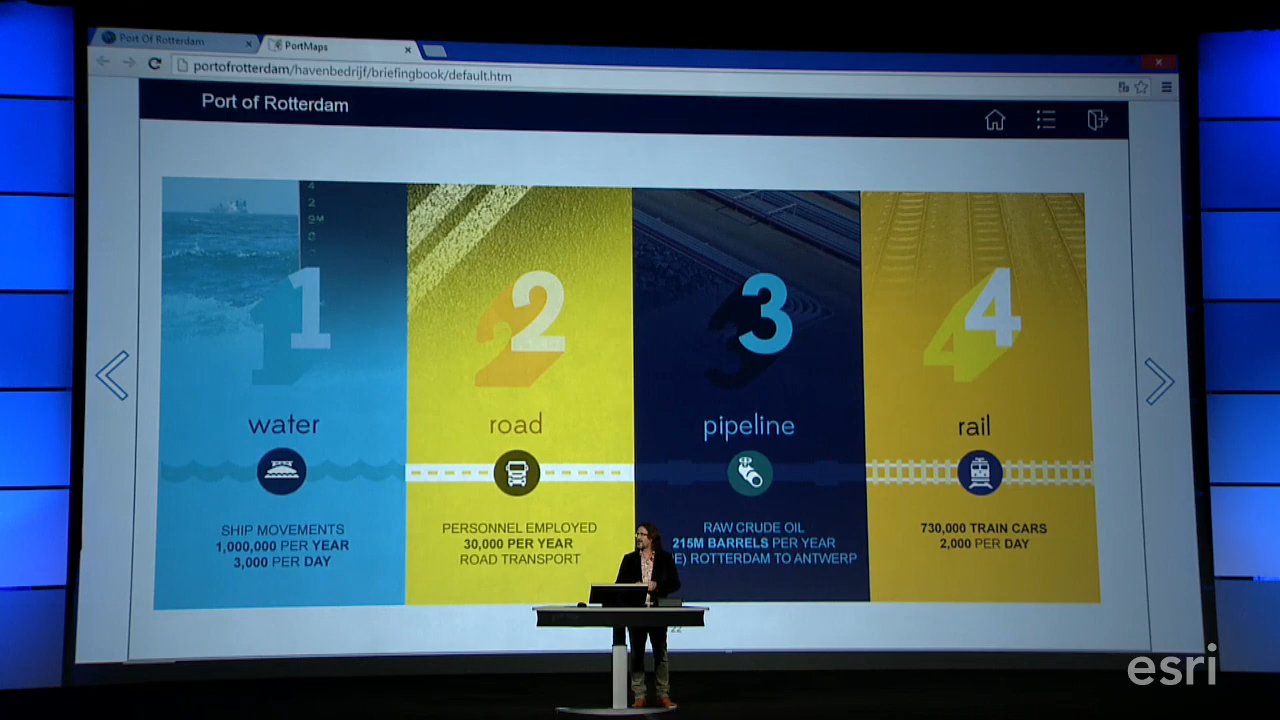 Port Of Rotterdam
PortMaps
portofrotterdam/havenbedrijf/briefingbook/default.htm
Port of Rotterdam
1
2
3
4
water
road
pipeline
rail
SHIP MOVEMENTS
1,000,000 PER YEAR
3,000 PER DAY
PERSONNEL EMPLOYED
30,000 PER YEAR
ROAD TRANSPORT
RAW CRUDE OIL
215M BARRELS PER YEAR
E) ROTTERDAM TO ANTWERP
730,000 TRAIN CARS
2,000 PER DAY
22
esri